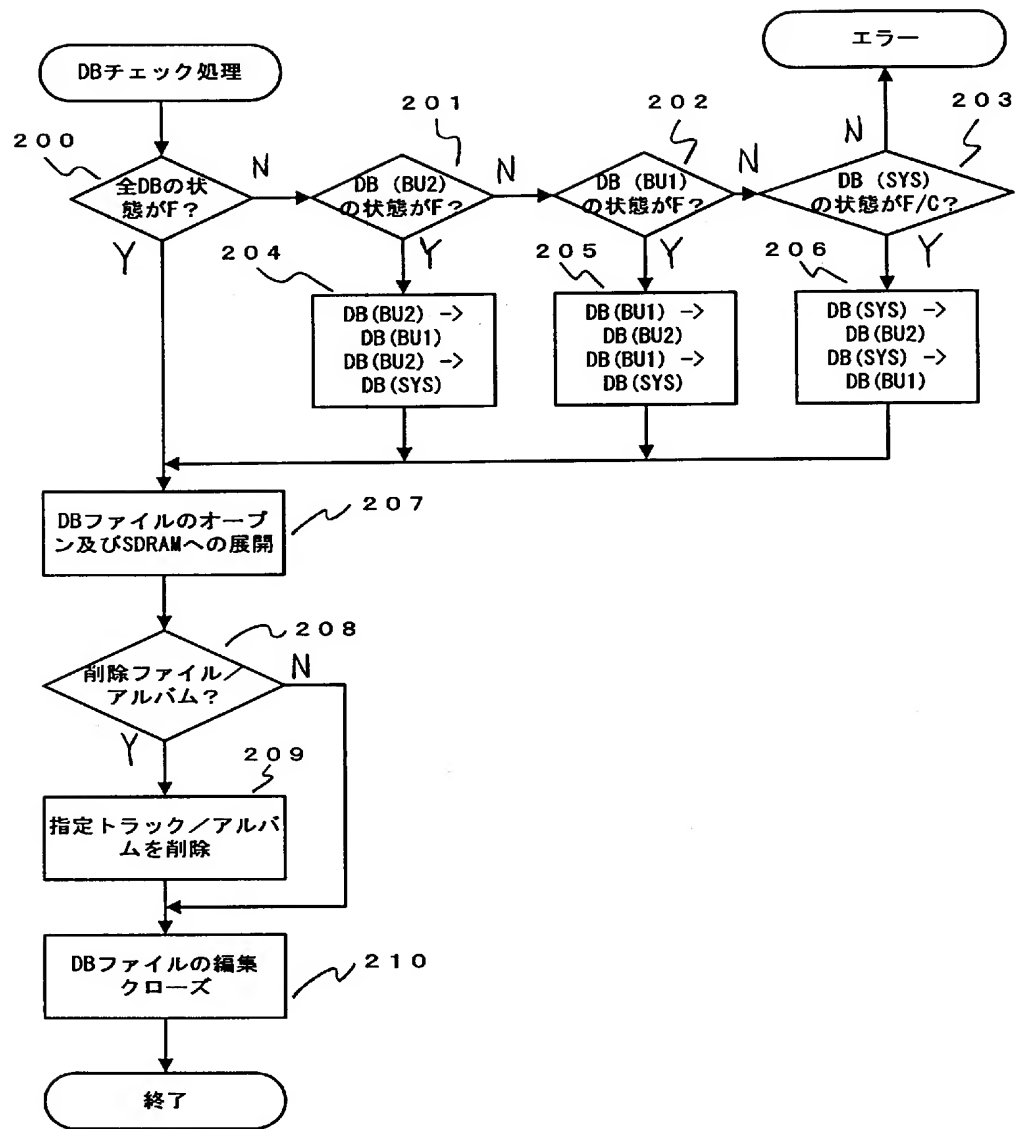 DBチェック処理
エラー
200
全DBの状
態がF?
N
Y
201
DB (BU2)
の状態がF?
N
Y
202
DB (BU1)
の状態がF?
N
Y
203
N
DB (SYS)
の状態がF/C?
Y
204
DB(BU2) ->
DB(BU1)
DB(BU2) ->
DB(SYS)
205
DB(BU1) ->
DB(BU2)
DB(BU1) ->
DB(SYS)
206
DB(SYS) ->
DB(BU2)
DB(SYS) ->
DB(BU1)
207
DBファイルのオープ
ン及びSDRAMへの展開
208
削除ファイル/
アルバム?
N
Y
209
指定トラック/アルバ
ムを削除
DBファイルの編集
クローズ
210
終了